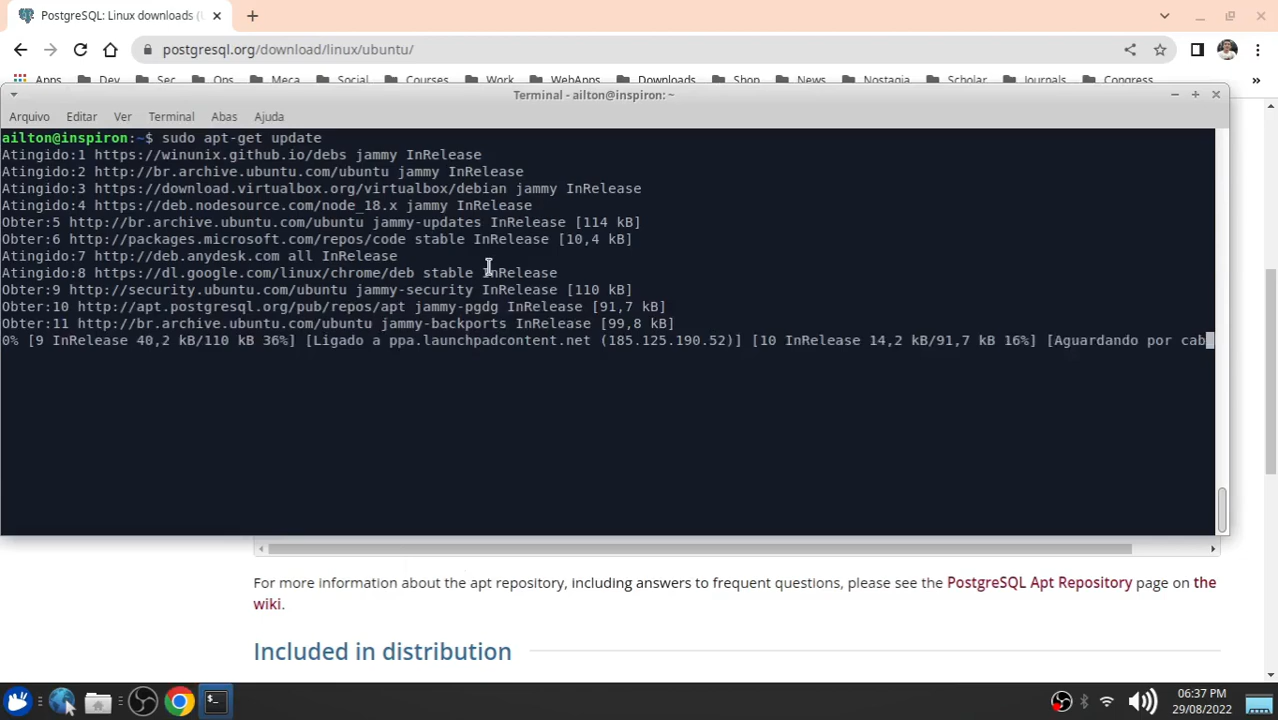 PostgreSQL: Linux downloads (
postgresql.org/download/linux/ubuntu/
Apps Dev Sec Ops Meca Social Courses Work WebApps Downloads Shop News Nostagia Scholar Journals Congress »
Terminal - ailton@inspiron: ~
Arquivo Editar Ver Terminal Abas Ajuda
ailton@inspiron:~$ sudo apt-get update
Atingido:1 https://winunix.github.io/debs jammy InRelease
Atingido:2 http://br.archive.ubuntu.com/ubuntu jammy InRelease
Atingido:3 https://download.virtualbox.org/virtualbox/debian jammy InRelease
Atingido:4 https://deb.nodesource.com/node_18.x jammy InRelease
Obter:5 http://br.archive.ubuntu.com/ubuntu jammy-updates InRelease [114 kB]
Obter:6 http://packages.microsoft.com/repos/code stable InRelease [10,4 kB]
Atingido:7 http://deb.anydesk.com all InRelease
Atingido:8 https://dl.google.com/linux/chrome/deb stable InRelease
Obter:9 http://security.ubuntu.com/ubuntu jammy-security InRelease [110 kB]
Obter:10 http://apt.postgresql.org/pub/repos/apt jammy-pgdg InRelease [91,7 kB]
Obter:11 http://br.archive.ubuntu.com/ubuntu jammy-backports InRelease [99,8 kB]
0% [9 InRelease 40,2 kB/110 kB 36%] [Ligado a ppa.launchpadcontent.net (185.125.190.52)] [10 InRelease 14,2 kB/91,7 kB 16%] [Aguardando por cab
For more information about the apt repository, including answers to frequent questions, please see the PostgreSQL Apt Repository page on the
wiki.
Included in distribution
06:37 PM
29/08/2022